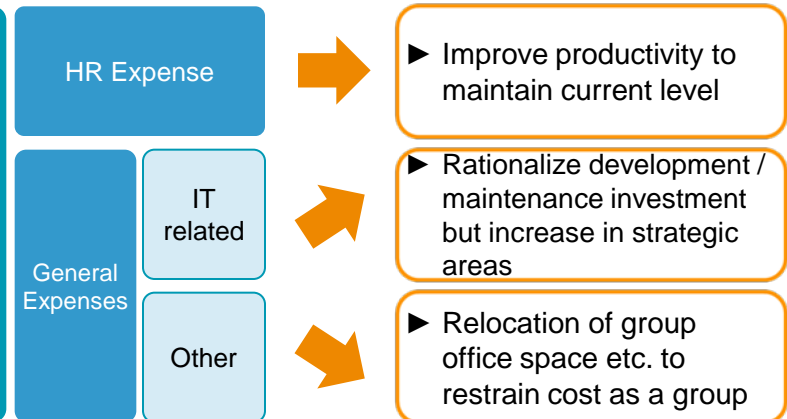 HR Expense
► Improve productivity to
maintain current level
General
Expenses
IT
related
► Rationalize development /
maintenance investment
but increase in strategic
areas
Other
► Relocation of group
office space etc. to
restrain cost as a group